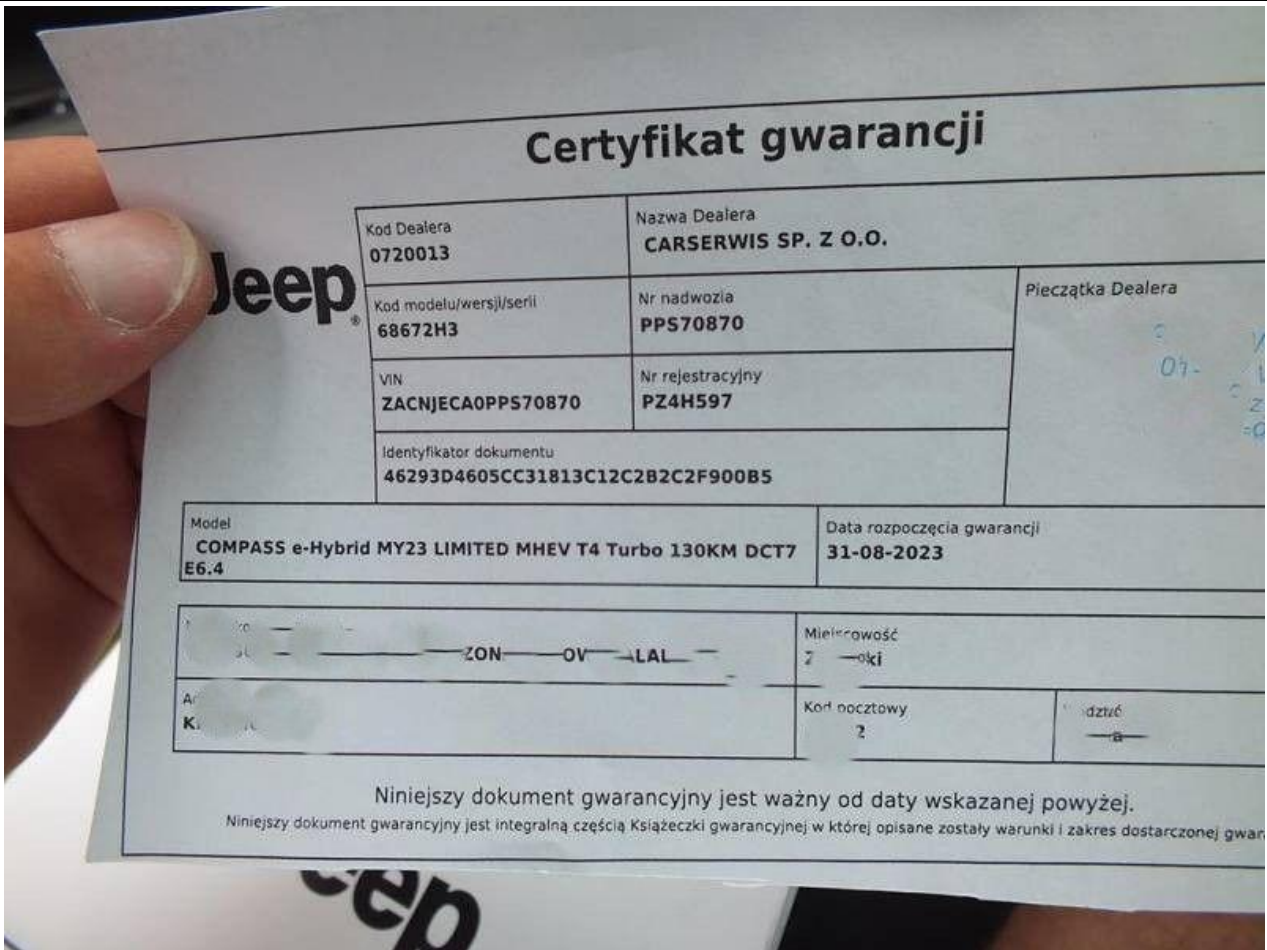 Certyfikat gwarancji
Jeep®
Kod Dealera
0720013
Nazwa Dealera
CARSERWIS SP. Z O.O.
Kod modelu/wersji/serii
68672H3
Nr nadwozia
PPS70870
Pieczątka Dealera
VIN
ZACNJECA0PPS70870
Nr rejestracyjny
PZ4H597
Identyfikator dokumentu
46293D4605CC31813C12C2B2C2F900B5
Model
COMPASS e-Hybrid MY23 LIMITED MHEV T4 Turbo 130KM DCT7
E6.4
Data rozpoczęcia gwarancji
31-08-2023
Miejscowość
Kod pocztowy
Niniejszy dokument gwarancyjny jest ważny od daty wskazanej powyżej.
Niniejszy dokument gwarancyjny jest integralną częścią Książeczki gwarancyjnej w której opisane zostały warunki i zakres dostarczonej
Jeep